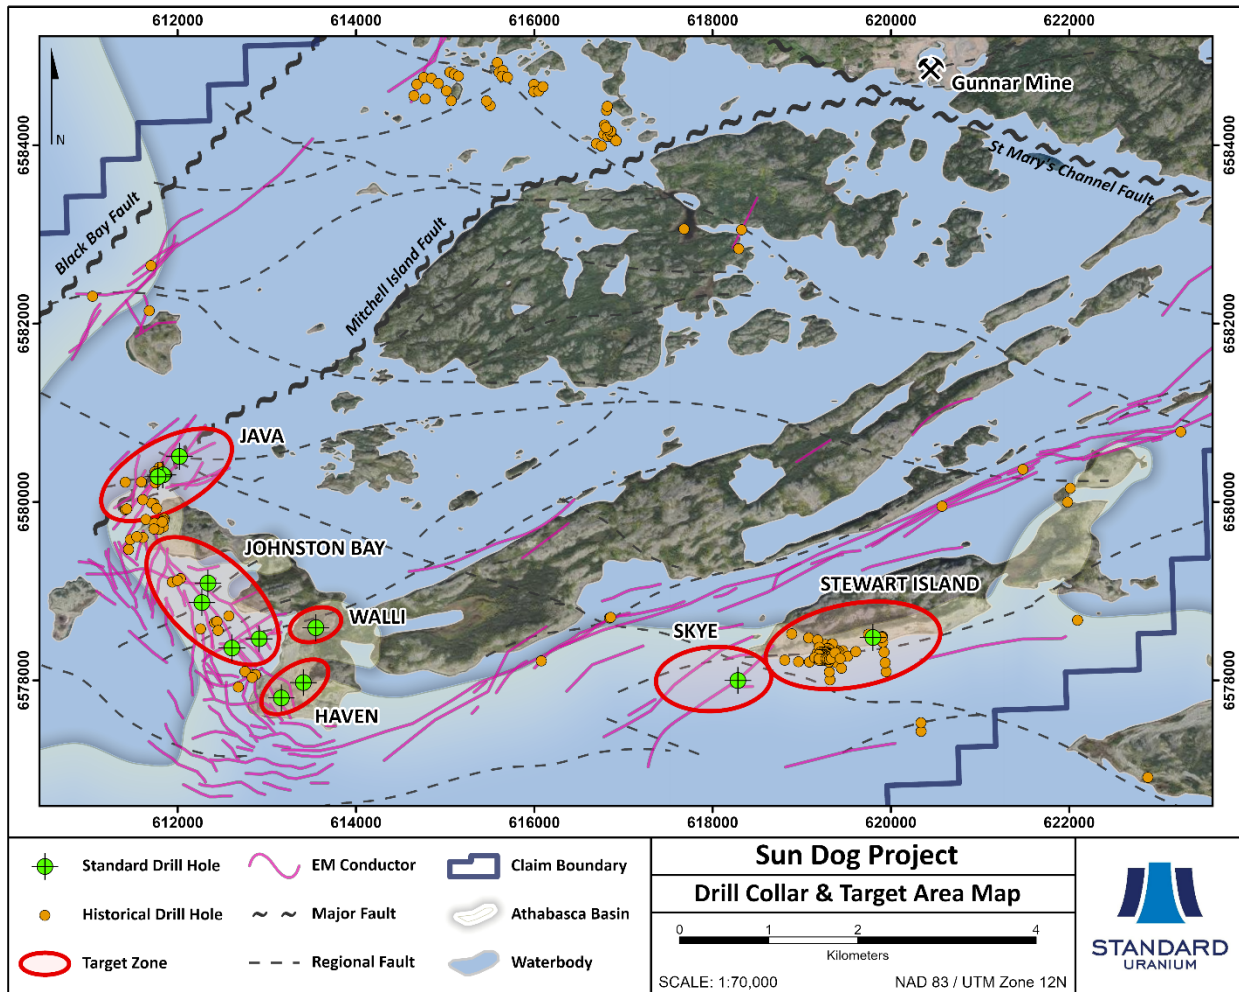 612000 614000 616000 618000 620000 622000
N
Gunnar Mine
St Mary's Channel Fault
Black Bay Fault
Mitchell Island Fault
6584000 6584000
6582000 6582000
6580000 6580000
6578000 6578000
JAVA
JOHNSTON BAY
WALLI
HAVEN
SKYE
STEWART ISLAND
612000 614000 616000 618000 620000 622000
Standard Drill Hole
EM Conductor
Claim Boundary
Historical Drill Hole
Major Fault
Athabasca Basin
Target Zone
Regional Fault
Waterbody
Sun Dog Project
Drill Collar & Target Area Map
0 1 2 4
Kilometers
SCALE: 1:70,000 NAD 83 / UTM Zone 12N
STANDARD
URANIUM